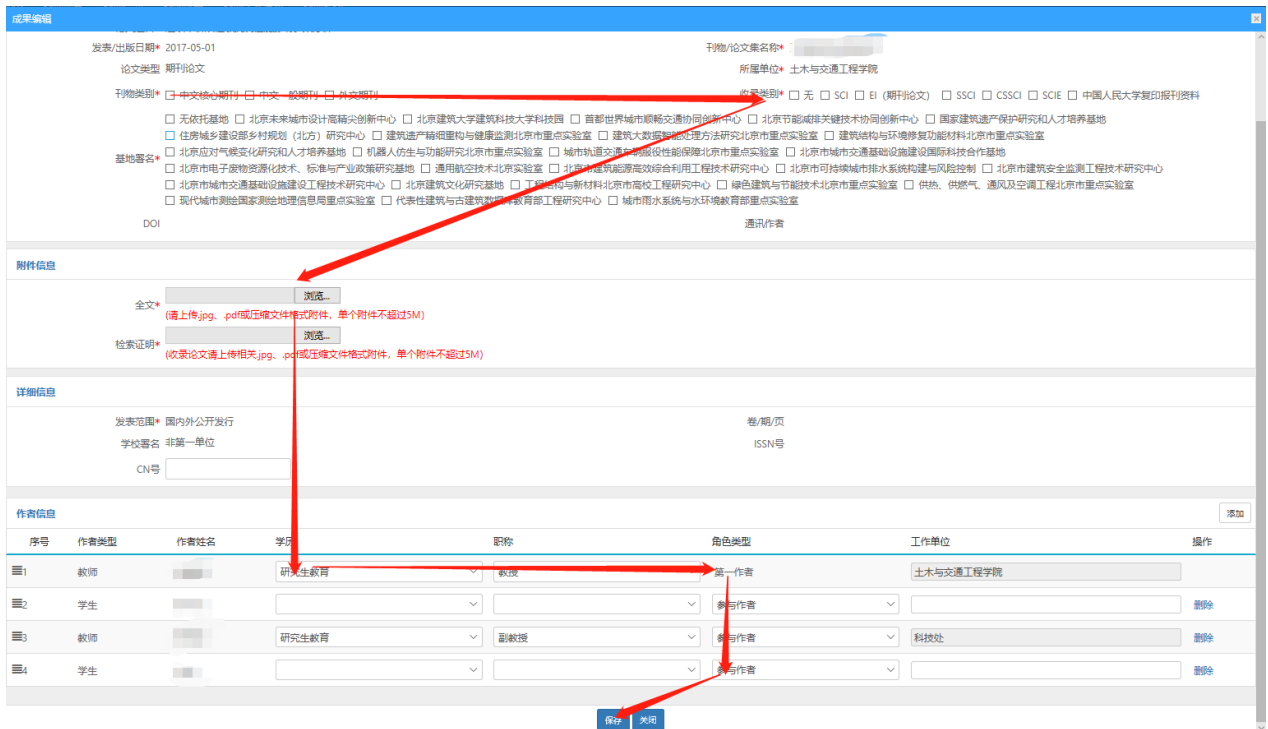 成果编辑
发表/出版日期* 2017-05-01 刊物/论文集名称*
论文类型 期刊论文 所属单位* 土木与交通工程学院
刊物类别* 中文核心期刊 中文一般期刊 外文期刊 收录类别* 无 SCI EI (期刊论文) SSCI CSSCI SCIE 中国人民大学复印报刊资料
无依托基地 北京未来城市设计高精尖创新中心 北京建筑大学建筑科技大学科技园 首都世界城市顺畅交通协同创新中心 北京节能减排关键技术协同创新中心 国家建筑遗产保护研究和人才培养基地
住房城乡建设部乡村规划（北方）研究中心 建筑遗产精细重构与健康监测北京市重点实验室 建筑大数据智能处理方法研究北京市重点实验室 建筑结构与环境修复功能材料北京市重点实验室
基地署名* 北京应对气候变化研究和人才培养基地 机器人仿生与功能研究北京市重点实验室 城市轨道交通车辆服役性能保障北京市重点实验室 北京市城市交通基础设施建设国际科技合作基地
北京市电子废物资源化技术、标准与产业政策研究基地 通用航空技术北京实验室 北京市建筑能源高效综合利用工程技术研究中心 北京市可持续城市排水系统构建与风险控制 北京市建筑安全监测工程技术研究中心
北京市城市交通基础设施建设工程技术研究中心 北京建筑文化研究基地 工程结构与新材料北京市高校工程研究中心 绿色建筑与节能技术北京市重点实验室 供热、供燃气、通风及空调工程北京市重点实验室
现代城市测绘国家测绘地理信息局重点实验室 代表性建筑与古建筑数据库教育部工程研究中心 城市雨水系统与水环境教育部重点实验室
DOI 通讯作者
附件信息
全文* 浏览...
(请上传.jpg、.pdf或压缩文件格式附件，单个附件不超过5M)
检索证明* 浏览...
(收录论文请上传相关.jpg、.pdf或压缩文件格式附件，单个附件不超过5M)
详细信息
发表范围* 国内外公开发行 卷/期/页
学校署名 非第一单位 ISSN号
CN号
作者信息 添加
序号 作者类型 作者姓名 学历 职称 角色类型 工作单位 操作
1 教师 研究生教育 教授 第一作者 土木与交通工程学院
2 学生 参与作者 删除
3 教师 研究生教育 副教授 参与作者 科技处 删除
4 学生 参与作者 删除
保存 关闭